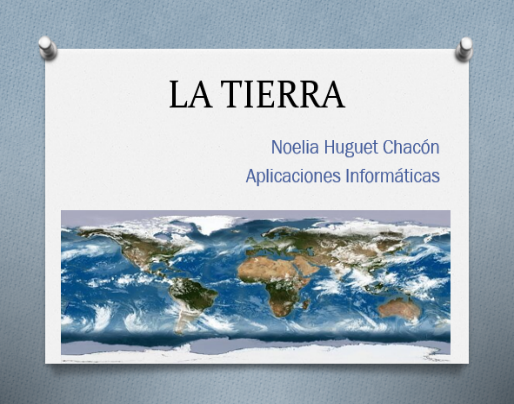 LA TIERRA
Noelia Huguet Chacón
Aplicaciones Informáticas